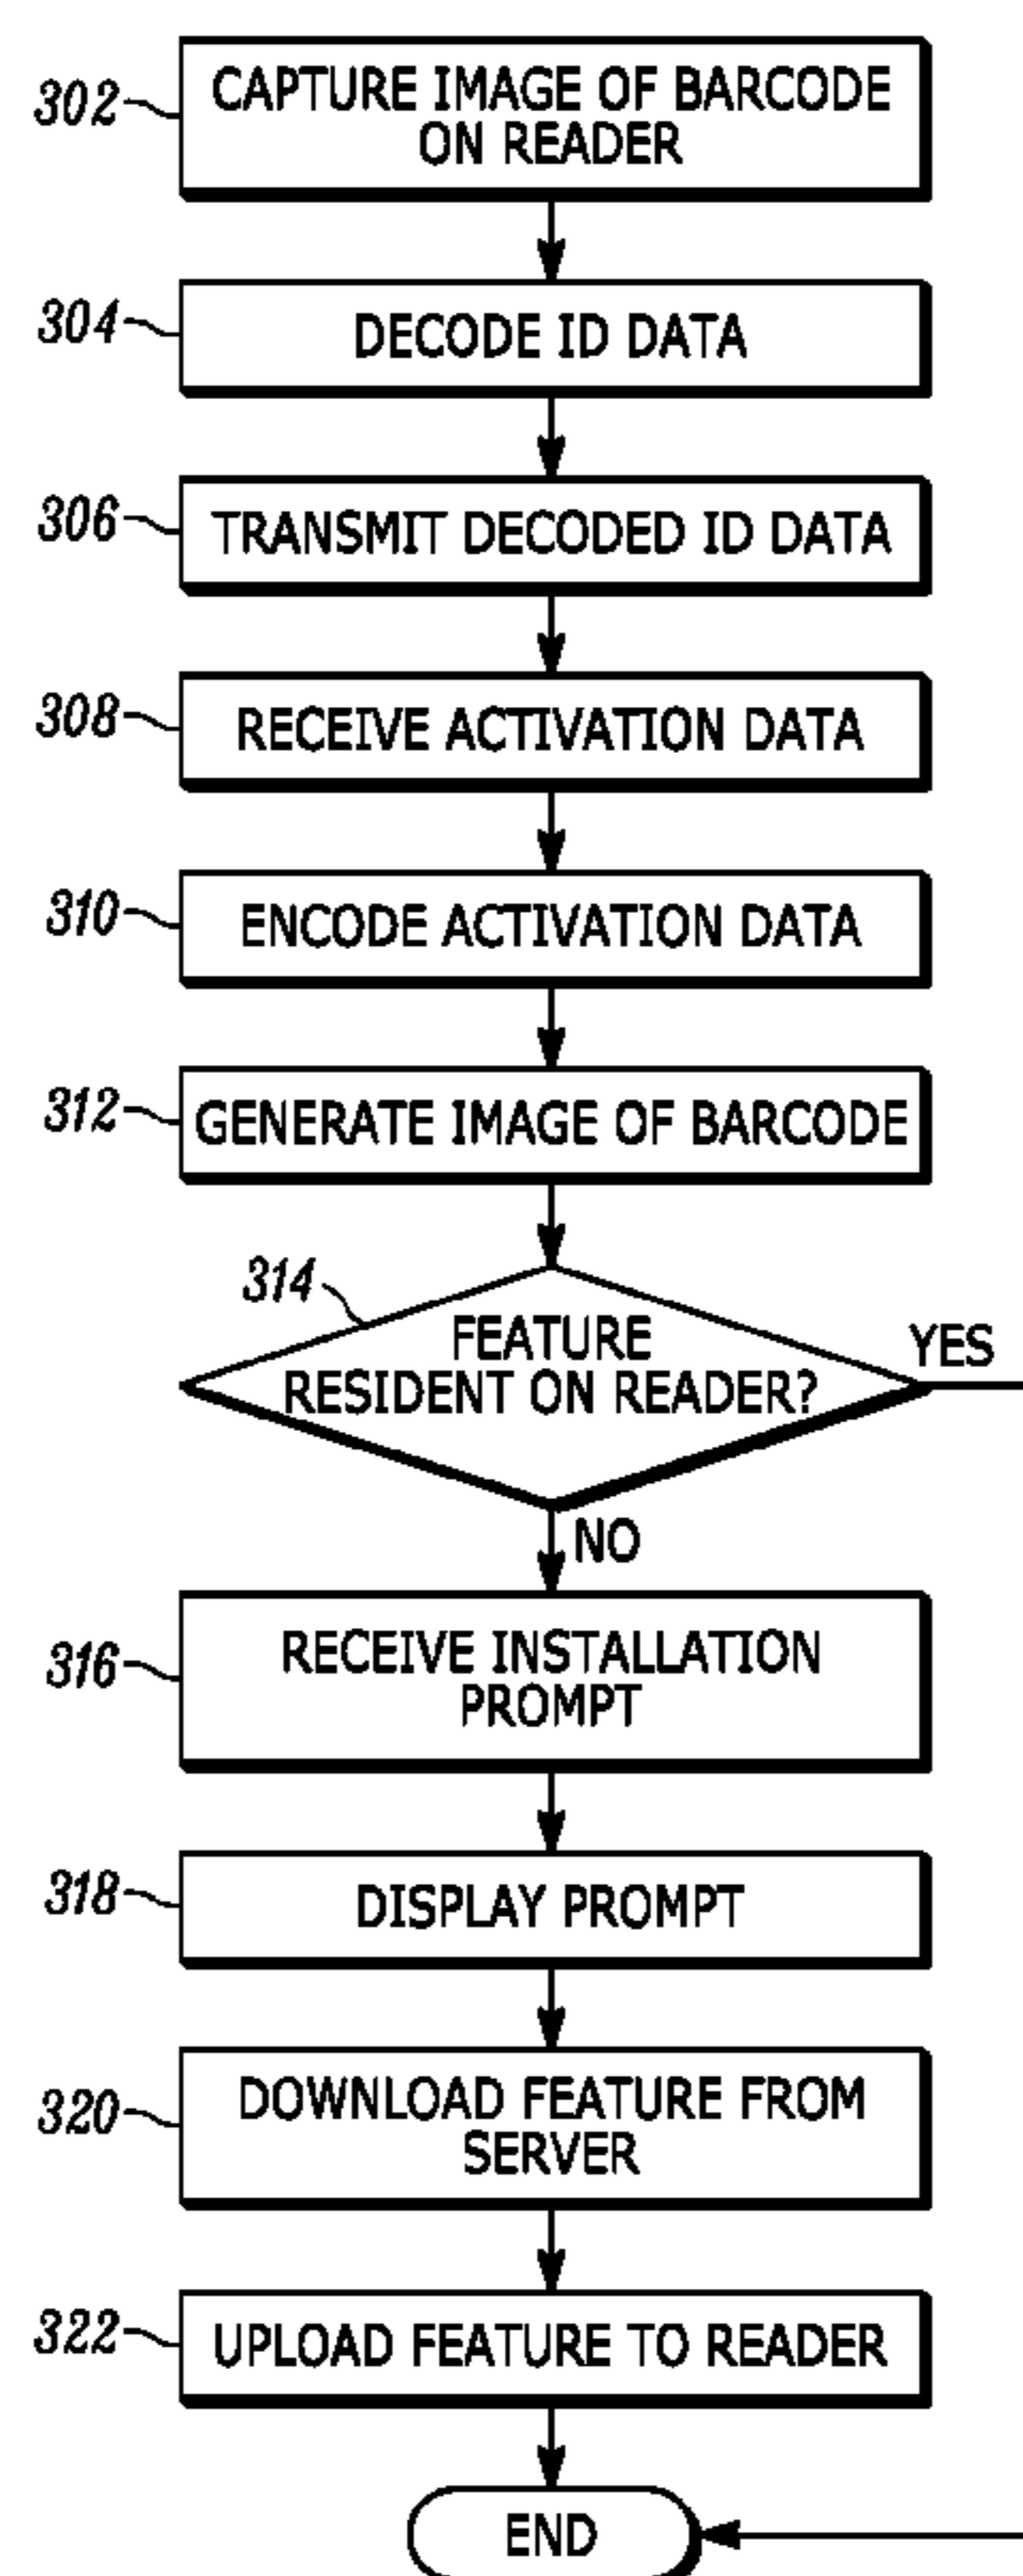 302
CAPTURE IMAGE OF BARCODE
ON READER
304
DECODE ID DATA
306
TRANSMIT DECODED ID DATA
308
RECEIVE ACTIVATION DATA
310
ENCODE ACTIVATION DATA
312
GENERATE IMAGE OF BARCODE
314
FEATURE
RESIDENT ON READER?
YES
NO
316
RECEIVE INSTALLATION
PROMPT
318
DISPLAY PROMPT
320
DOWNLOAD FEATURE FROM
SERVER
322
UPLOAD FEATURE TO READER
END